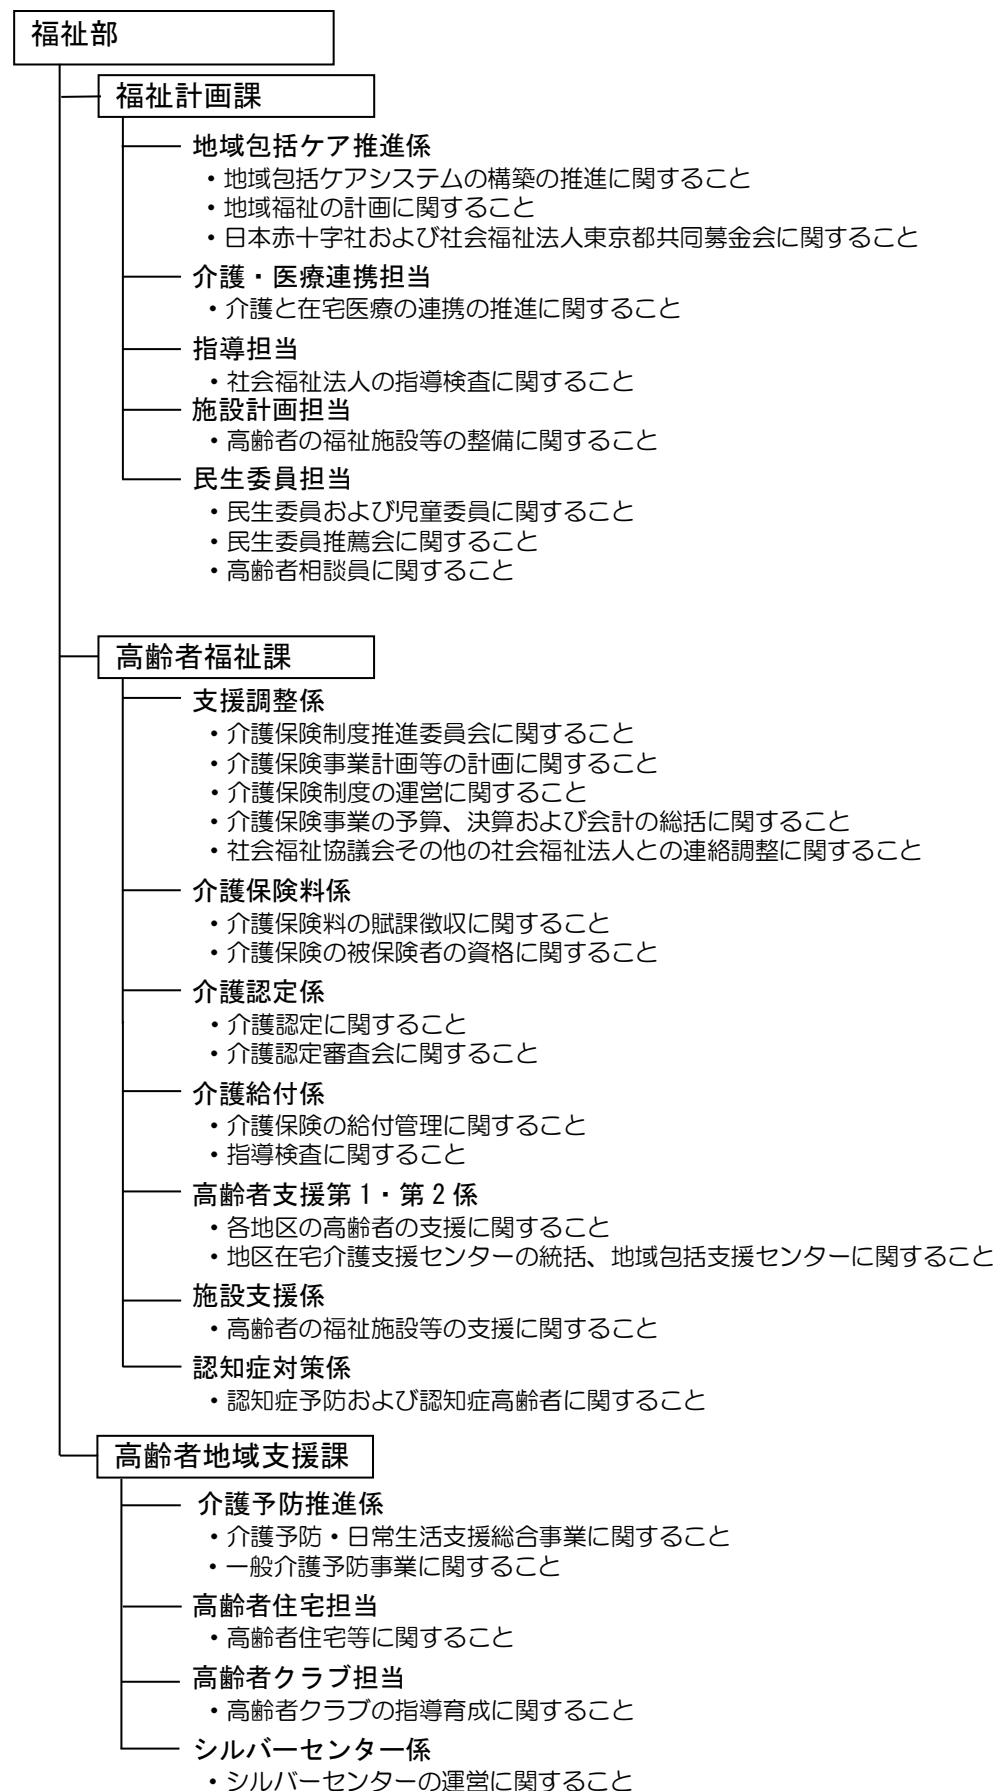 福祉部
福祉計画課
地域包括ケア推進係
・地域包括ケアシステムの構築の推進に関すること
・地域福祉の計画に関すること
・日本赤十字社および社会福祉法人東京都共同募金会に関すること
介護・医療連携担当
・介護と在宅医療の連携の推進に関すること
指導担当
・社会福祉法人の指導検査に関すること
施設計画担当
・高齢者の福祉施設等の整備に関すること
民生委員担当
・民生委員および児童委員に関すること
・民生委員推薦会に関すること
・高齢者相談員に関すること
高齢者福祉課
支援調整係
・介護保険制度推進委員会に関すること
・介護保険事業計画等の計画に関すること
・介護保険制度の運営に関すること
・介護保険事業の予算、決算および会計の総括に関すること
・社会福祉協議会その他の社会福祉法人との連絡調整に関すること
介護保険料係
・介護保険料の賦課徴収に関すること
・介護保険の被保険者の資格に関すること
介護認定係
・介護認定に関すること
・介護認定審査会に関すること
介護給付係
・介護保険の給付管理に関すること
・指導検査に関すること
高齢者支援第1・第2係
・各地区の高齢者の支援に関すること
・地区在宅介護支援センターの統括、地域包括支援センターに関すること
施設支援係
・高齢者の福祉施設等の支援に関すること
認知症対策係
・認知症予防および認知症高齢者に関すること
高齢者地域支援課
介護予防推進係
・介護予防・日常生活支援総合事業に関すること
・一般介護予防事業に関すること
高齢者住宅担当
・高齢者住宅等に関すること
高齢者クラブ担当
・高齢者クラブの指導育成に関すること
シルバーセンター係
・シルバーセンターの運営に関すること